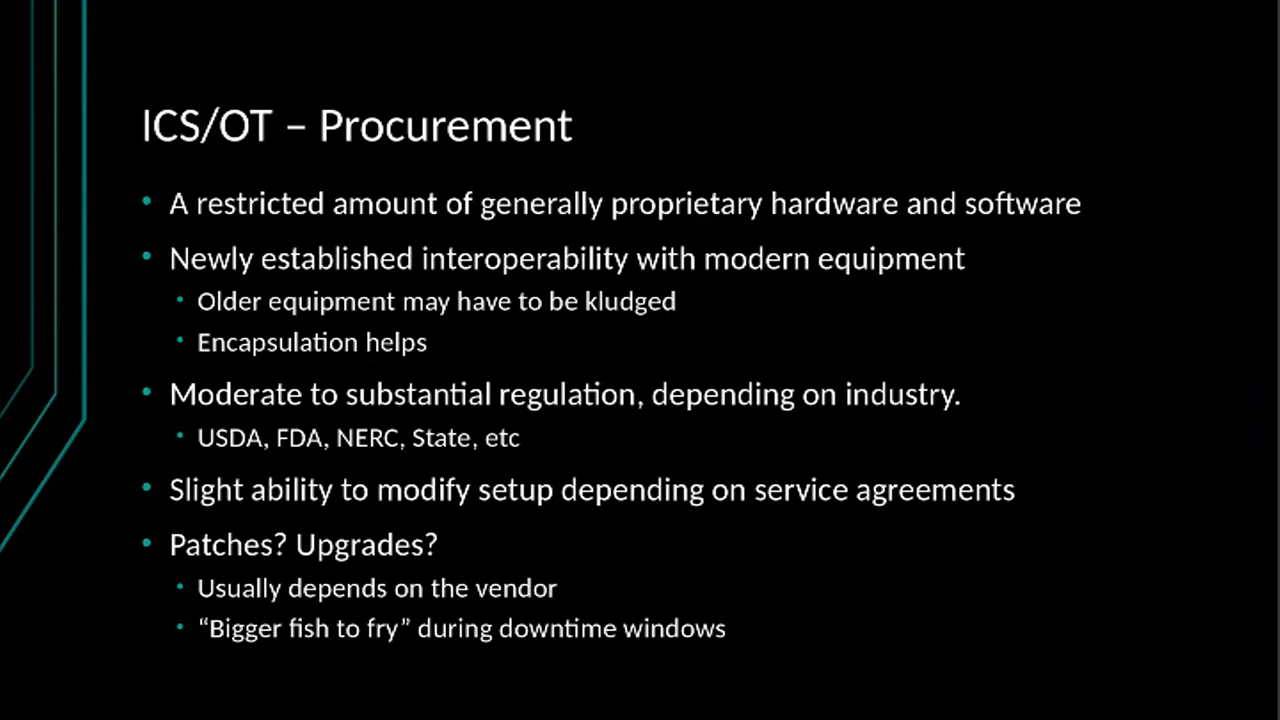 ICS/OT – Procurement
• A restricted amount of generally proprietary hardware and software
• Newly established interoperability with modern equipment
• Older equipment may have to be kludged
• Encapsulation helps
• Moderate to substantial regulation, depending on industry.
• USDA, FDA, NERC, State, etc
• Slight ability to modify setup depending on service agreements
• Patches? Upgrades?
• Usually depends on the vendor
• “Bigger fish to fry” during downtime windows